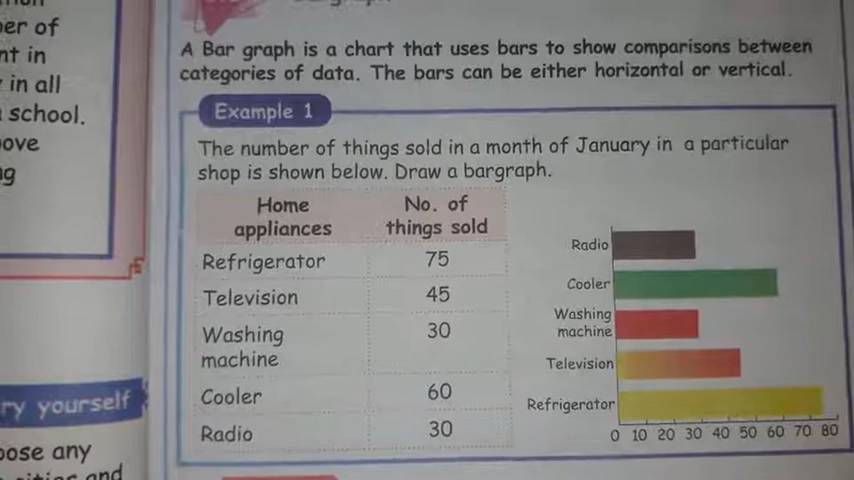 er of
nt in
in all
school.
ove
A Bar graph is a chart that uses bars to show comparisons between
categories of data. The bars can be either horizontal or vertical.
Example 1
The number of things sold in a month of January in a particular
shop is shown below. Draw a bargraph.
Home appliances No. of things sold
Refrigerator 75
Television 45
Washing machine 30
Cooler 60
Radio 30
Radio
Cooler
Washing
machine
Television
Refrigerator
0 10 20 30 40 50 60 70 80
ry yourself
oose any
and